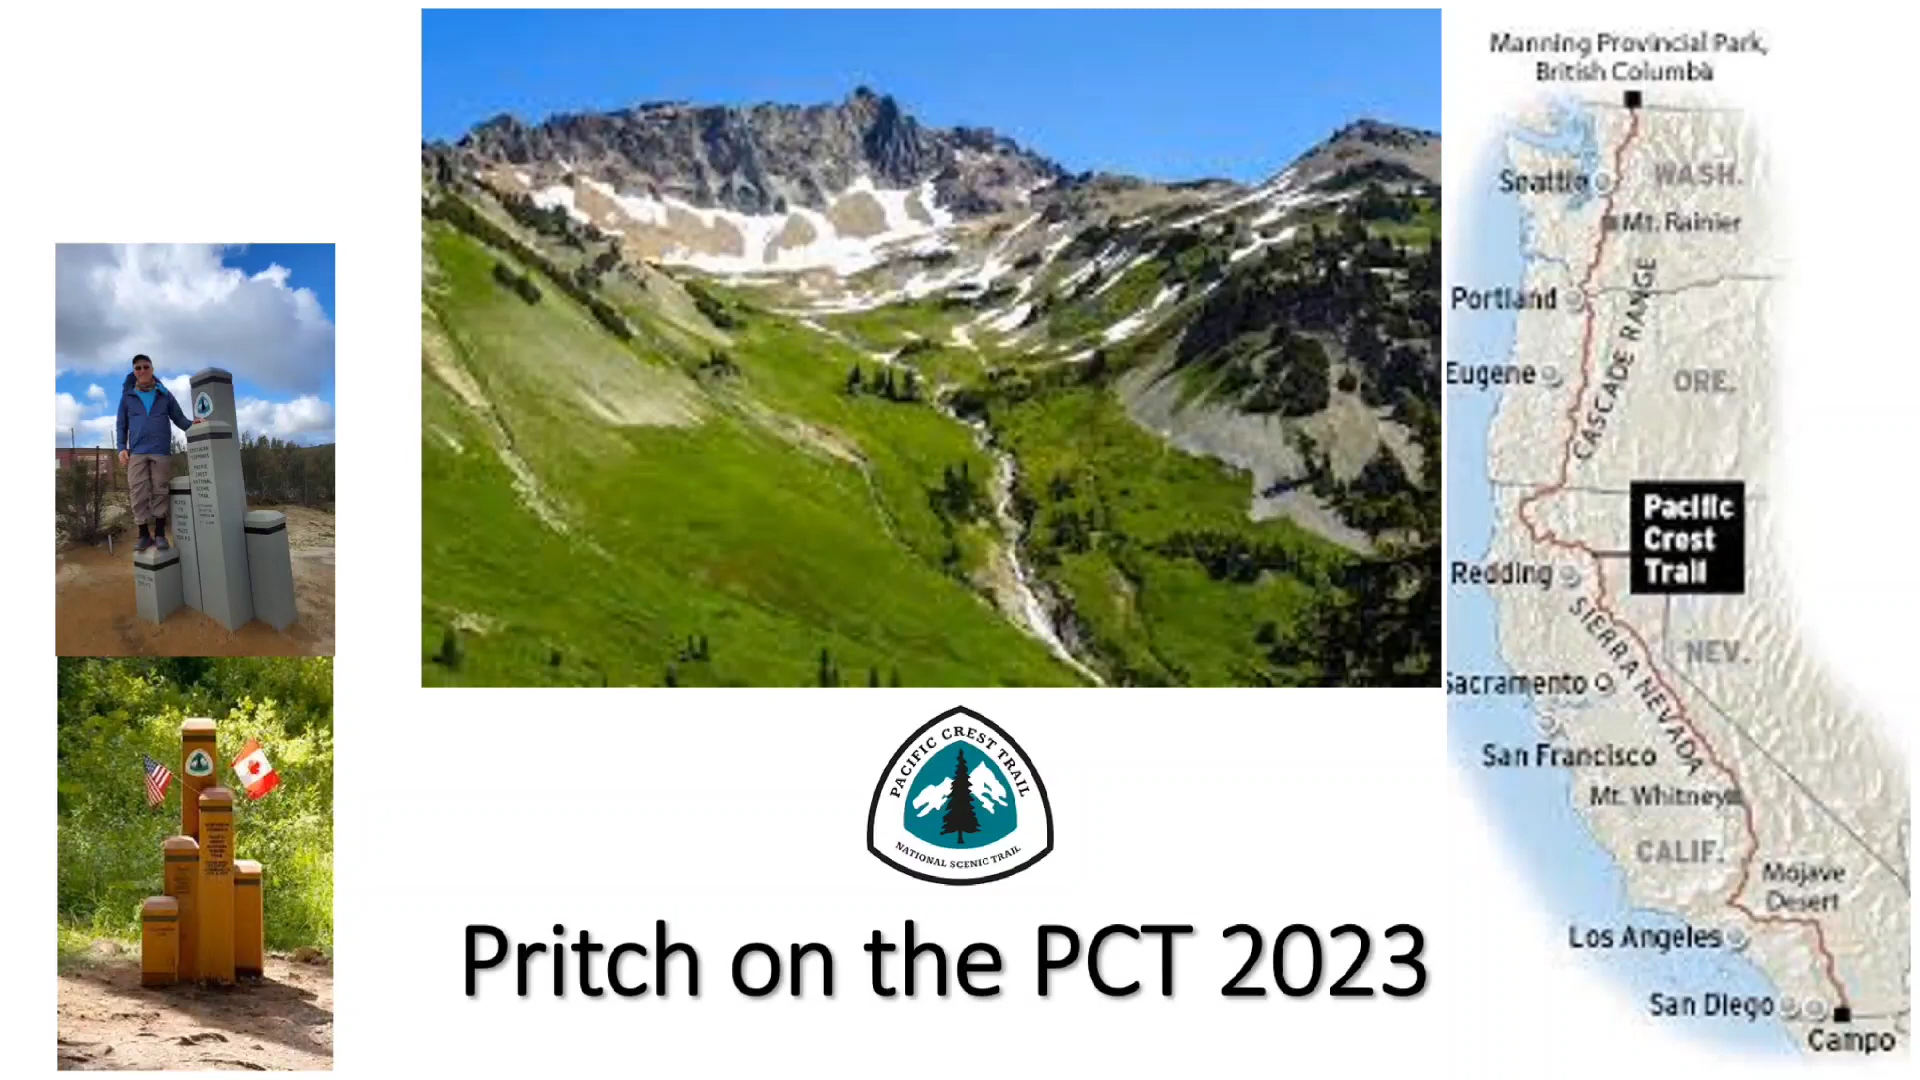 Manning Provincial Park,
British Columbà
Seattle
WASH.
Mt. Rainier
Portland
CASCADE RANGE
Eugene
ORE.
Pacific
Crest
Trail
Redding
SIERRA NEVADA
NEV.
Sacramento
San Francisco
Mt. Whitney
CALIF.
Mojave
Desert
Los Angeles
San Diego
Campo
PACIFIC CREST TRAIL
NATIONAL SCENIC TRAIL
Pritch on the PCT 2023